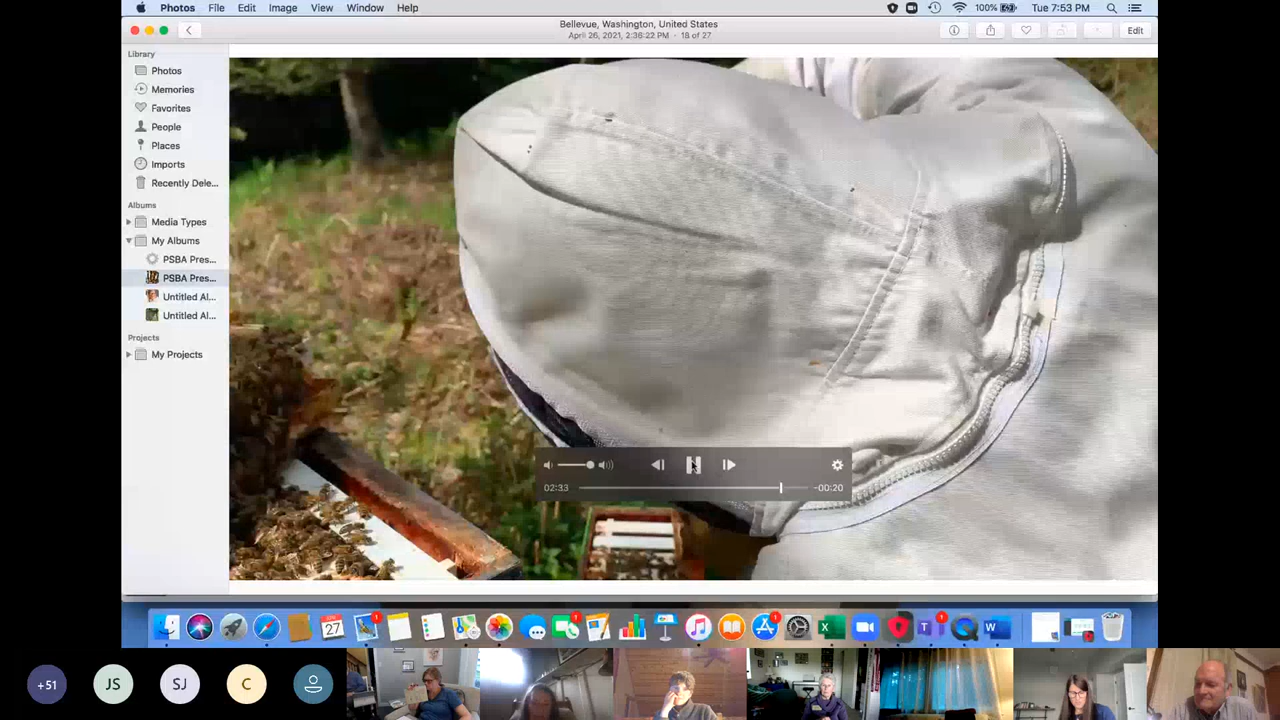 Photos File Edit Image View Window Help 100% Tue 7:53 PM
Bellevue, Washington, United States
April 26, 2021, 2:36:22 PM · 18 of 27
Edit
Library
Photos
Memories
Favorites
People
Places
Imports
Recently Dele...
Albums
Media Types
My Albums
PSBA Pres...
PSBA Pres...
Untitled Al...
Untitled Al...
Projects
My Projects
02:33 -00:20
27
+51 JS SJ C